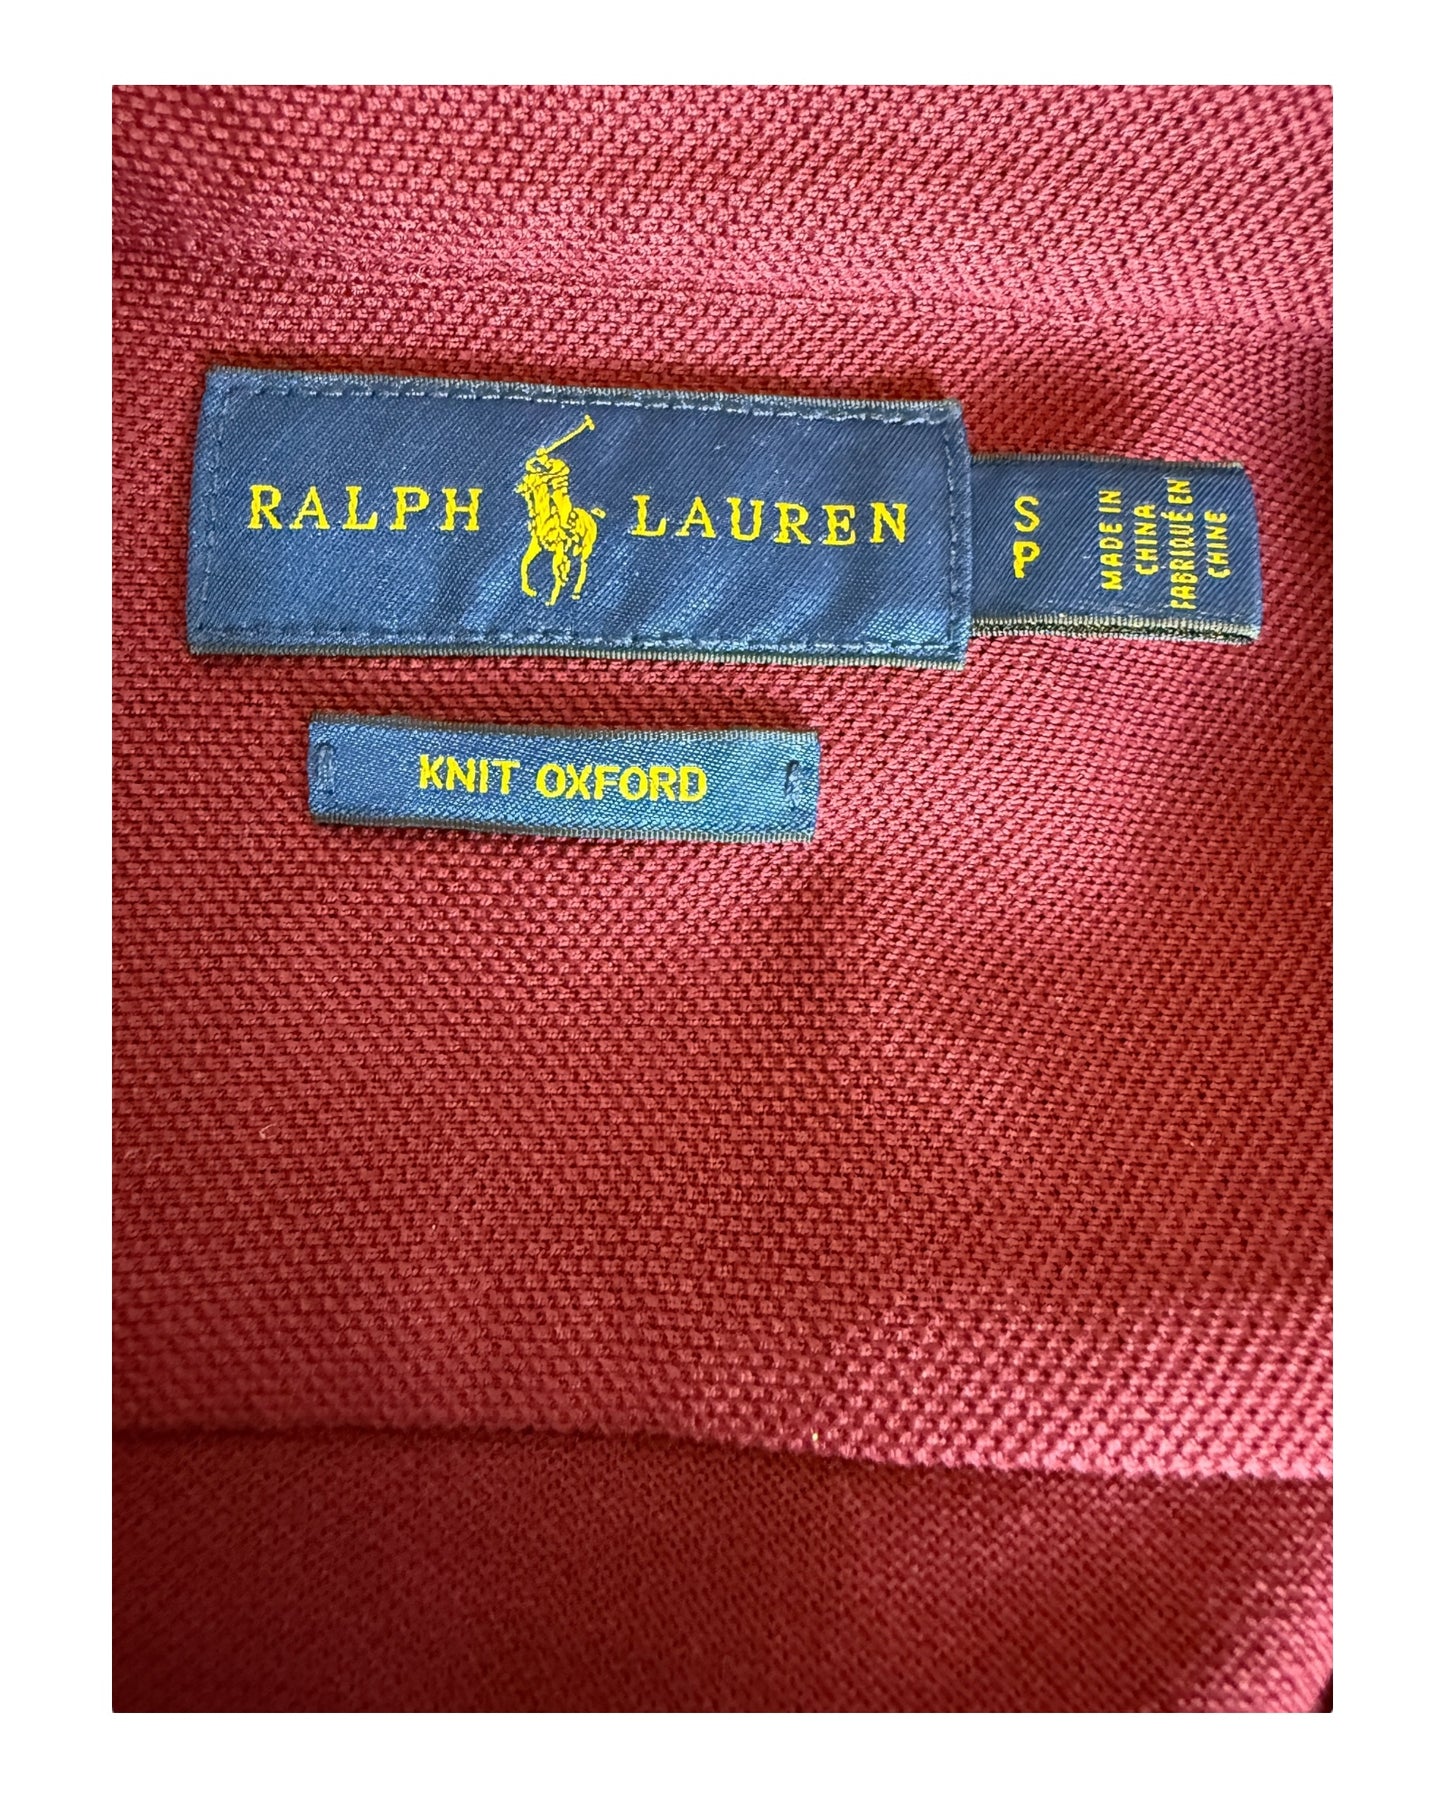 RALPH LAUREN
S
P
MADE IN
CHINA
FABRIQUÉ EN
CHINE
KNIT OXFORD